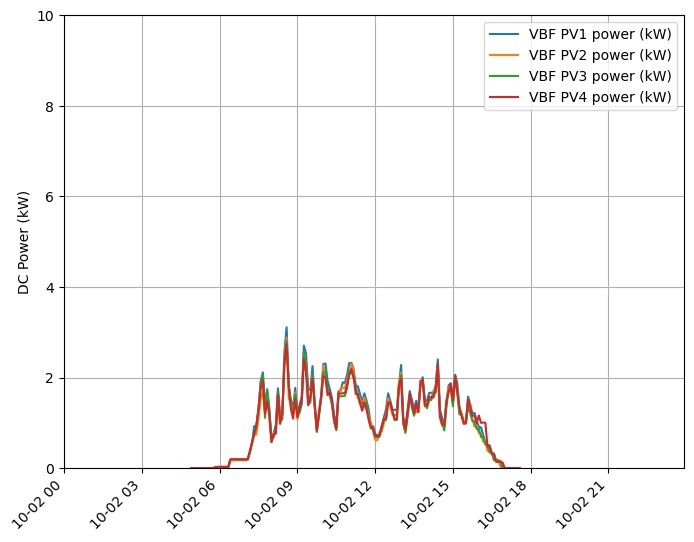 VBF PV1 power (kW)
VBF PV2 power (kW)
VBF PV3 power (kW)
VBF PV4 power (kW)
DC Power (kW)
10
8
6
4
2
0
10-02 00
10-02 03
10-02 06
10-02 09
10-02 12
10-02 15
10-02 18
10-02 21